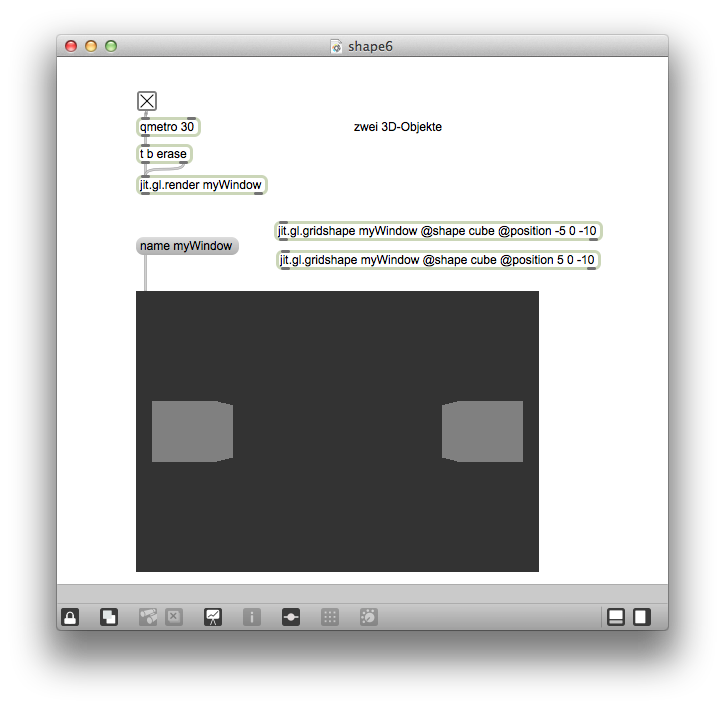 shape6
qmetro 30
zwei 3D-Objekte
t b erase
jit.gl.render myWindow
jit.gl.gridshape myWindow @shape cube @position -5 0 -10
name myWindow
jit.gl.gridshape myWindow @shape cube @position 5 0 -10